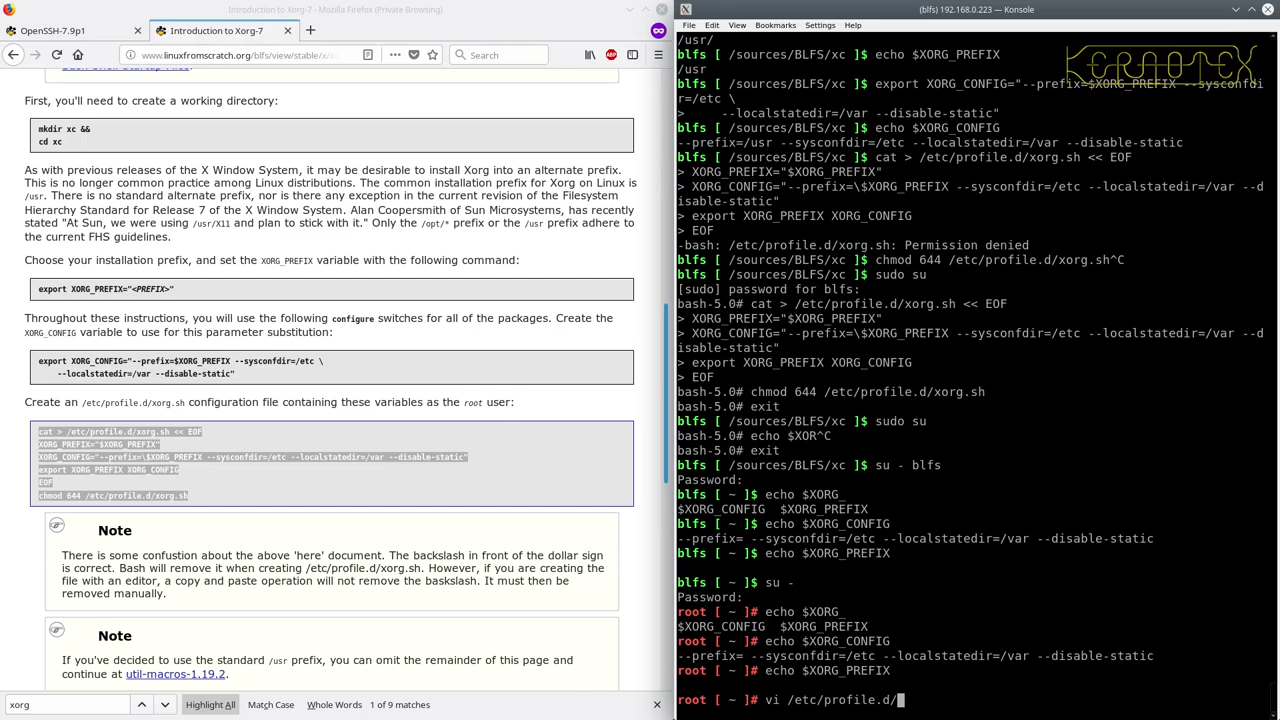 Introduction to Xorg-7 - Mozilla Firefox (Private Browsing)
OpenSSH-7.9p1
Introduction to Xorg-7
www.linuxfromscratch.org/blfs/view/stable/x/x
Search
First, you'll need to create a working directory:
mkdir xc &&
cd xc
As with previous releases of the X Window System, it may be desirable to install Xorg into an alternate prefix.
This is no longer common practice among Linux distributions. The common installation prefix for Xorg on Linux is
/usr. There is no standard alternate prefix, nor is there any exception in the current revision of the Filesystem
Hierarchy Standard for Release 7 of the X Window System. Alan Coopersmith of Sun Microsystems, has recently
stated "At Sun, we were using /usr/X11 and plan to stick with it." Only the /opt/* prefix or the /usr prefix adhere to
the current FHS guidelines.
Choose your installation prefix, and set the XORG_PREFIX variable with the following command:
export XORG_PREFIX="<PREFIX>"
Throughout these instructions, you will use the following configure switches for all of the packages. Create the
XORG_CONFIG variable to use for this parameter substitution:
export XORG_CONFIG="--prefix=$XORG_PREFIX --sysconfdir=/etc \
--localstatedir=/var --disable-static"
Create an /etc/profile.d/xorg.sh configuration file containing these variables as the root user:
cat > /etc/profile.d/xorg.sh << EOF
XORG_PREFIX="$XORG_PREFIX"
XORG_CONFIG="--prefix=\$XORG_PREFIX --sysconfdir=/etc --localstatedir=/var --disable-static"
export XORG_PREFIX XORG_CONFIG
EOF
chmod 644 /etc/profile.d/xorg.sh
Note
There is some confustion about the above 'here' document. The backslash in front of the dollar sign
is correct. Bash will remove it when creating /etc/profile.d/xorg.sh. However, if you are creating the
file with an editor, a copy and paste operation will not remove the backslash. It must then be
removed manually.
Note
If you've decided to use the standard /usr prefix, you can omit the remainder of this page and
continue at util-macros-1.19.2.
xorg
Highlight All
Match Case
Whole Words
1 of 9 matches
(blfs) 192.168.0.223 — Konsole
File Edit View Bookmarks Settings Help
KERNOTEX
/usr/
blfs [ /sources/BLFS/xc ]$ echo $XORG_PREFIX
/usr
blfs [ /sources/BLFS/xc ]$ export XORG_CONFIG="--prefix=$XORG_PREFIX --sysconfdi
r=/etc \
>     --localstatedir=/var --disable-static"
blfs [ /sources/BLFS/xc ]$ echo $XORG_CONFIG
--prefix=/usr --sysconfdir=/etc --localstatedir=/var --disable-static
blfs [ /sources/BLFS/xc ]$ cat > /etc/profile.d/xorg.sh << EOF
> XORG_PREFIX="$XORG_PREFIX"
> XORG_CONFIG="--prefix=\$XORG_PREFIX --sysconfdir=/etc --localstatedir=/var --d
isable-static"
> export XORG_PREFIX XORG_CONFIG
> EOF
-bash: /etc/profile.d/xorg.sh: Permission denied
blfs [ /sources/BLFS/xc ]$ chmod 644 /etc/profile.d/xorg.sh^C
blfs [ /sources/BLFS/xc ]$ sudo su
[sudo] password for blfs:
bash-5.0# cat > /etc/profile.d/xorg.sh << EOF
> XORG_PREFIX="$XORG_PREFIX"
> XORG_CONFIG="--prefix=\$XORG_PREFIX --sysconfdir=/etc --localstatedir=/var --d
isable-static"
> export XORG_PREFIX XORG_CONFIG
> EOF
bash-5.0# chmod 644 /etc/profile.d/xorg.sh
bash-5.0# exit
blfs [ /sources/BLFS/xc ]$ sudo su
bash-5.0# echo $XOR^C
bash-5.0# exit
blfs [ /sources/BLFS/xc ]$ su - blfs
Password:
blfs [ ~ ]$ echo $XORG_
$XORG_CONFIG  $XORG_PREFIX
blfs [ ~ ]$ echo $XORG_CONFIG
--prefix= --sysconfdir=/etc --localstatedir=/var --disable-static
blfs [ ~ ]$ echo $XORG_PREFIX
blfs [ ~ ]$ su -
Password:
root [ ~ ]# echo $XORG_
$XORG_CONFIG  $XORG_PREFIX
root [ ~ ]# echo $XORG_CONFIG
--prefix= --sysconfdir=/etc --localstatedir=/var --disable-static
root [ ~ ]# echo $XORG_PREFIX
root [ ~ ]# vi /etc/profile.d/